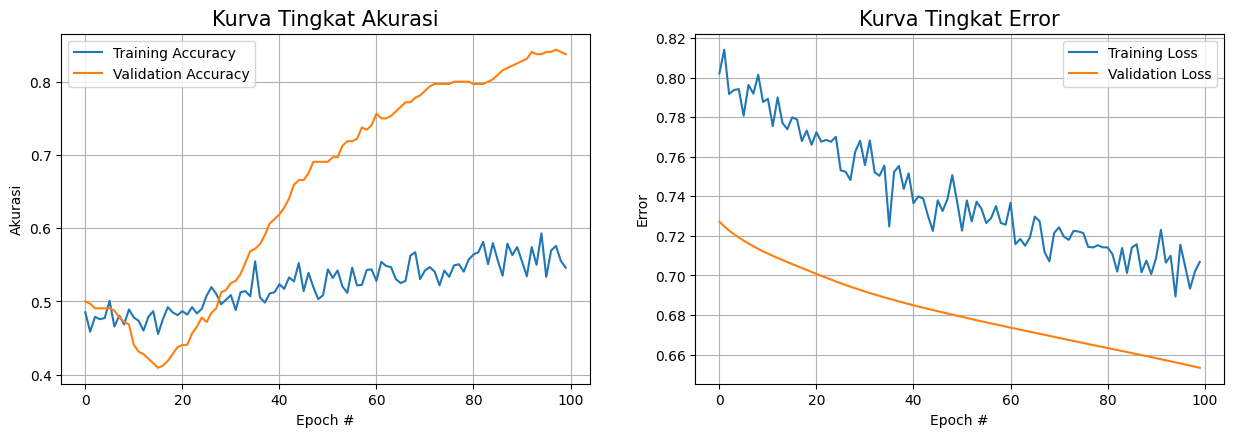 Kurva Tingkat Akurasi
Training Accuracy
Validation Accuracy
0.8
0.7
0.6
0.5
0.4
Akurasi
0 20 40 60 80 100
Epoch #
Kurva Tingkat Error
Training Loss
Validation Loss
0.82
0.80
0.78
0.76
0.74
0.72
0.70
0.68
0.66
Error
0 20 40 60 80 100
Epoch #